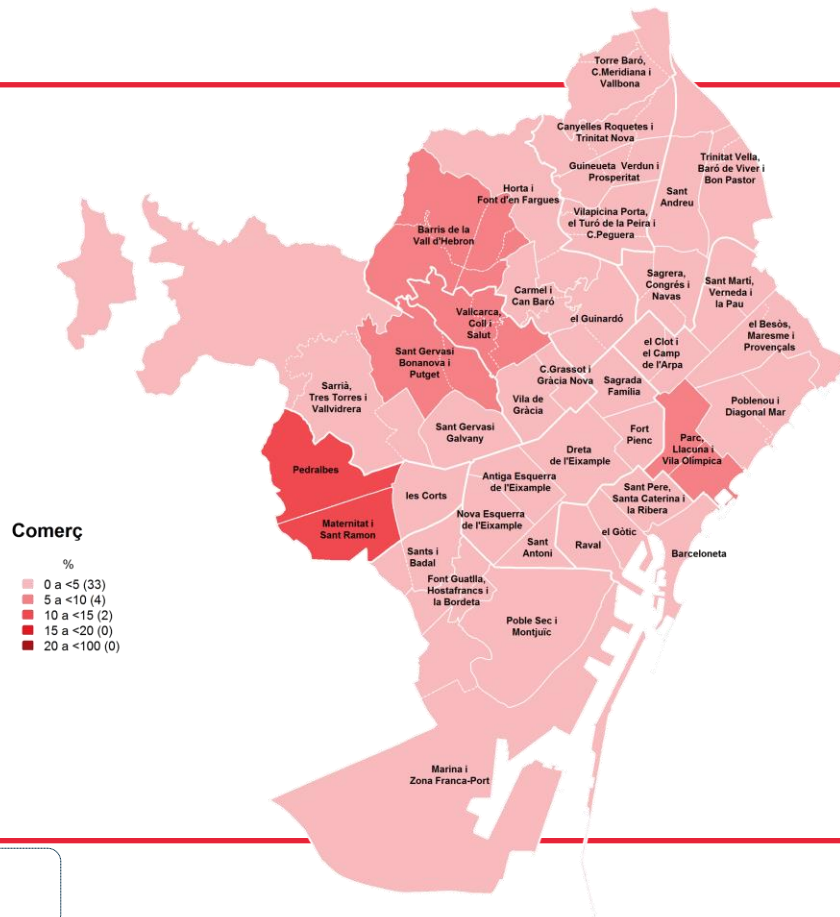 Torre Baró,
C.Meridiana i
Vallbona
Canyelles Roquetes i
Trinitat Nova
Guineueta Verdun i
Prosperitat
Trinitat Vella,
Baró de Viver i
Bon Pastor
Sant
Andreu
Horta i
Font d'en Fargues
Vilapicina Porta,
el Turó de la Peira i
C.Peguera
Barris de la
Vall d'Hebron
Carmel i
Can Baró
Sagrera,
Congrés i
Navas
Sant Martí,
Verneda i
la Pau
Vallcarca,
Coll i
Salut
el Guinardó
el Besòs,
Maresme i
Provençals
el Clot i
el Camp
de l'Arpa
Sant Gervasi
Bonanova i
Putget
C.Grassot i
Gràcia Nova
Sagrada
Família
Sarrià,
Tres Torres i
Vallvidrera
Vila de
Gràcia
Poblenou i
Diagonal Mar
Sant Gervasi
Galvany
Fort
Pienc
Parc,
Llacuna i
Vila Olímpica
Dreta
de l'Eixample
Pedralbes
Antiga Esquerra
de l'Eixample
Sant Pere,
Santa Caterina i
la Ribera
les Corts
Nova Esquerra
de l'Eixample
Maternitat i
Sant Ramon
el Gòtic
Sant
Antoni
Raval
Barceloneta
Sants i
Badal
Font Guatlla,
Hostafrancs i
la Bordeta
Poble Sec i
Montjuïc
Marina i
Zona Franca-Port
Comerç
%
0 a <5 (33)
5 a <10 (4)
10 a <15 (2)
15 a <20 (0)
20 a <100 (0)